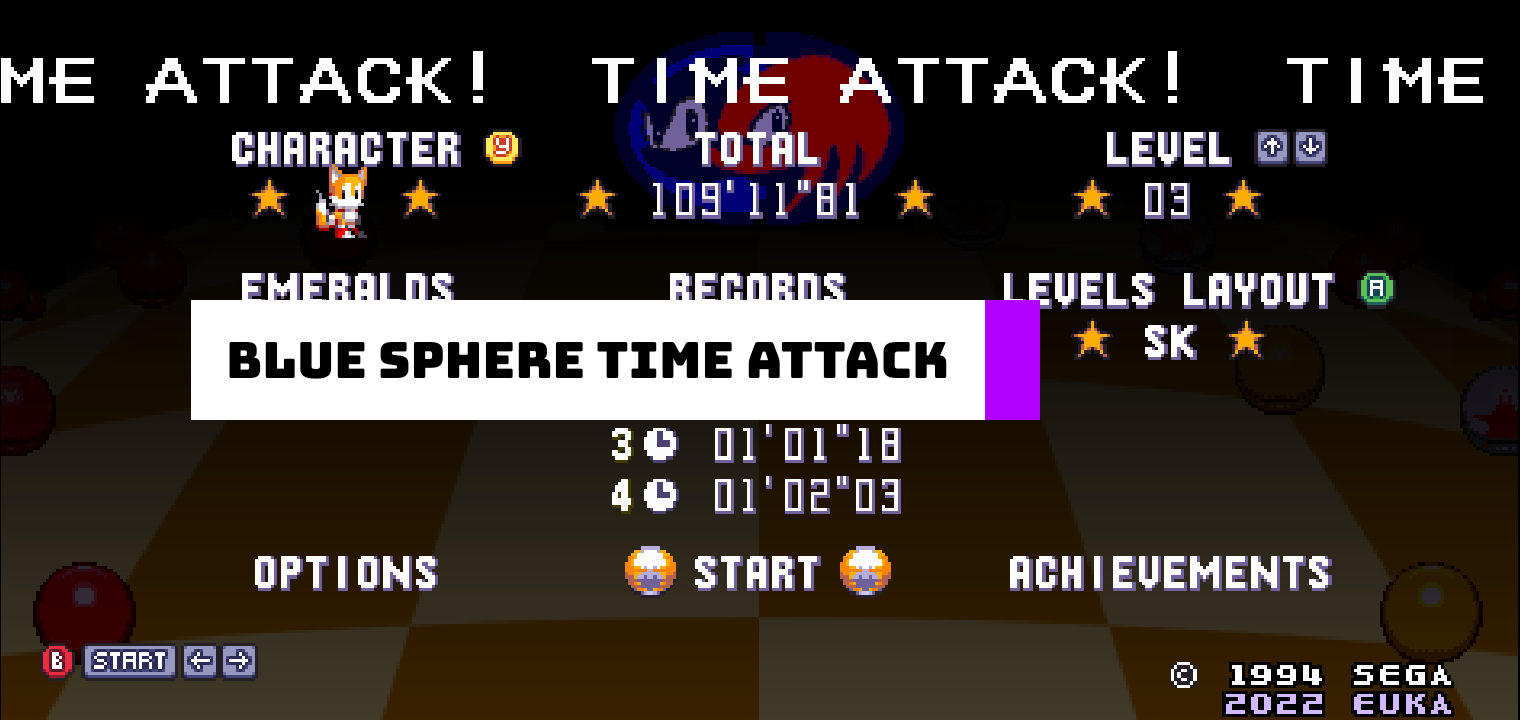 ME ATTACK! TIME ATTACK! TIME
CHARACTER 9 TOTAL LEVEL ↑ ↓
109'11"81 03
EMERALDS RECORDS LEVELS LAYOUT A
SK
BLUE SPHERE TIME ATTACK
3 01'01"18
4 01'02"03
OPTIONS START ACHIEVEMENTS
B START ← →
© 1994 SEGA
2022 EUKA